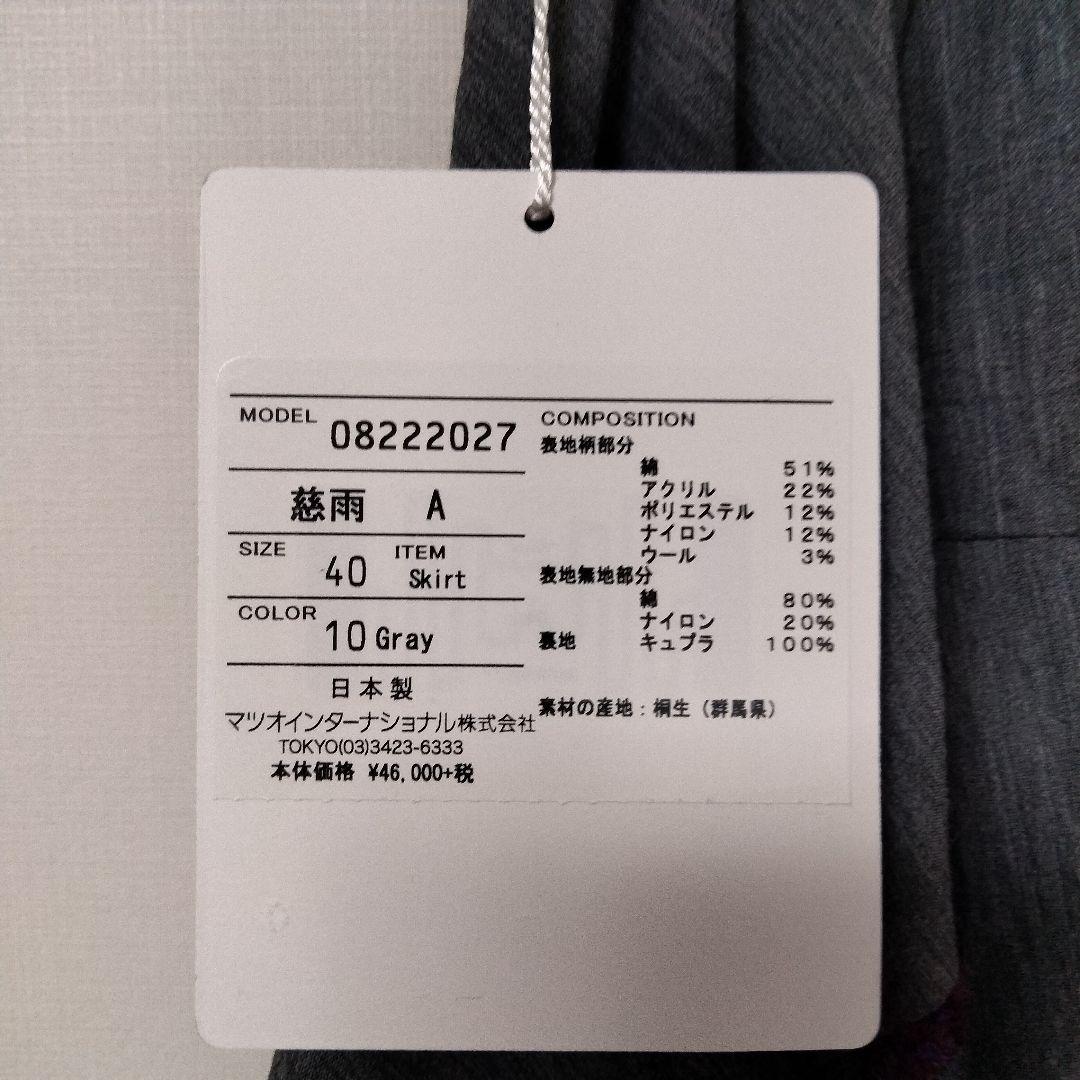 MODEL 08222027
慈雨 A
SIZE 40 ITEM Skirt
COLOR 10 Gray
日本製
マツオインターナショナル株式会社
TOKYO(03)3423-6333
本体価格 ¥46,000+税
COMPOSITION
表地柄部分
綿 51%
アクリル 22%
ポリエステル 12%
ナイロン 12%
ウール 3%
表地無地部分
綿 80%
ナイロン 20%
裏地 キュプラ 100%
素材の産地:桐生(群馬県)